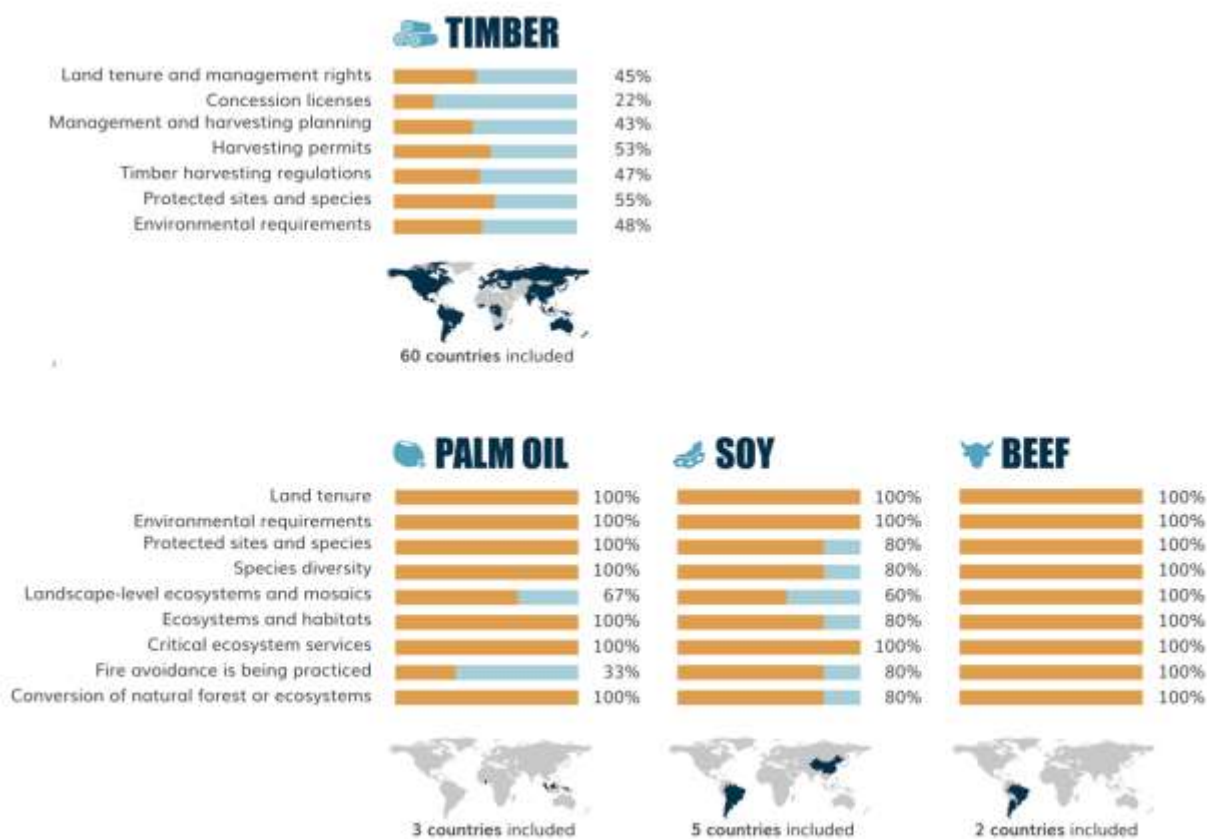 TIMBER
Land tenure and management rights 45%
Concession licenses 22%
Management and harvesting planning 43%
Harvesting permits 53%
Timber harvesting regulations 47%
Protected sites and species 55%
Environmental requirements 48%
60 countries included
PALM OIL SOY BEEF
Land tenure 100% 100% 100%
Environmental requirements 100% 100% 100%
Protected sites and species 100% 80% 100%
Species diversity 100% 80% 100%
Landscape-level ecosystems and mosaics 67% 60% 100%
Ecosystems and habitats 100% 80% 100%
Critical ecosystem services 100% 100% 100%
Fire avoidance is being practiced 33% 80% 100%
Conversion of natural forest or ecosystems 100% 80% 100%
3 countries included 5 countries included 2 countries included